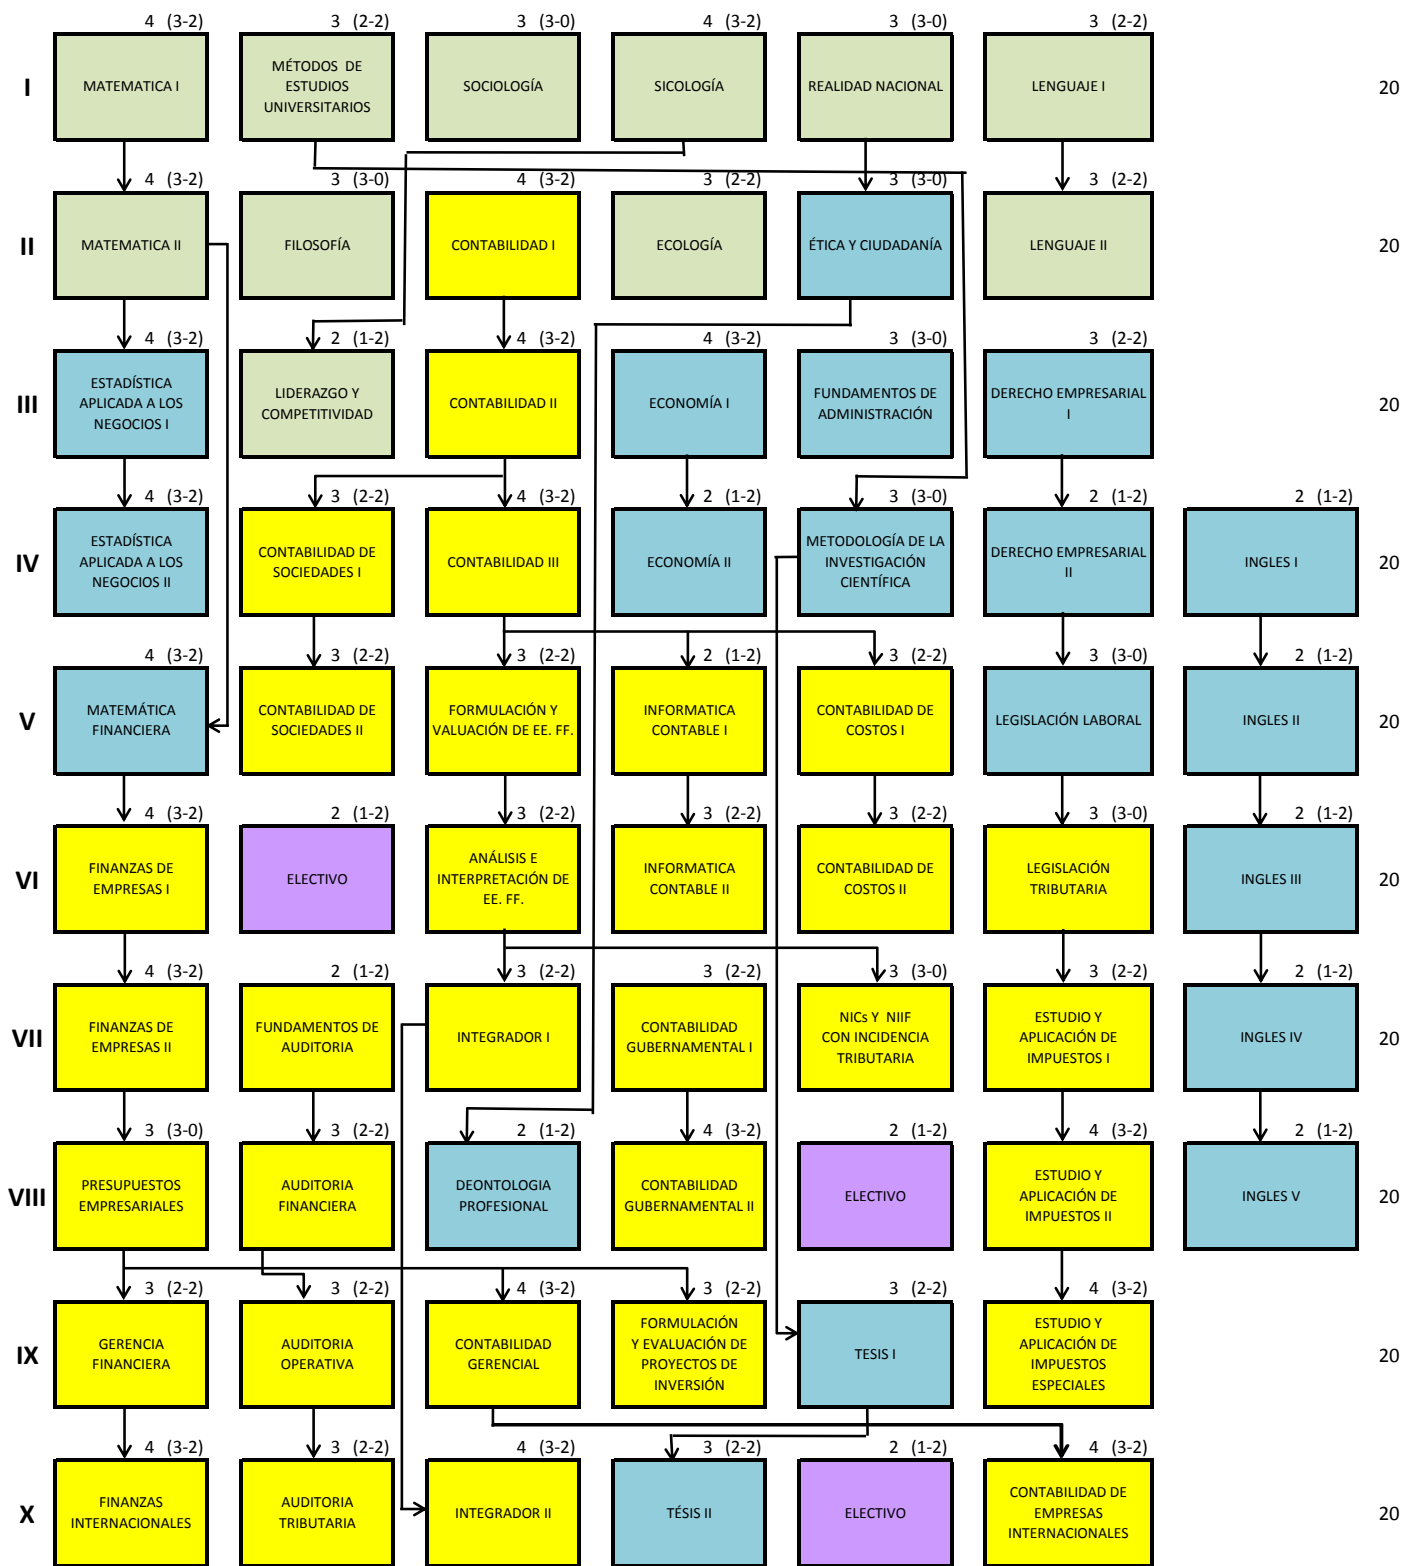 4 (3-2) 3 (2-2) 3 (3-0) 4 (3-2) 3 (3-0) 3 (2-2)
I
MATEMATICA I
MÉTODOS DE
ESTUDIOS
UNIVERSITARIOS
SOCIOLOGÍA
SICOLOGÍA
REALIDAD NACIONAL
LENGUAJE I
20
4 (3-2) 3 (3-0) 4 (3-2) 3 (2-2) 3 (3-0) 3 (2-2)
II
MATEMATICA II
FILOSOFÍA
CONTABILIDAD I
ECOLOGÍA
ÉTICA Y CIUDADANÍA
LENGUAJE II
20
4 (3-2) 2 (1-2) 4 (3-2) 4 (3-2) 3 (3-0) 3 (2-2)
III
ESTADÍSTICA
APLICADA A LOS
NEGOCIOS I
LIDERAZGO Y
COMPETITIVIDAD
CONTABILIDAD II
ECONOMÍA I
FUNDAMENTOS DE
ADMINISTRACIÓN
DERECHO EMPRESARIAL
I
20
4 (3-2) 3 (2-2) 4 (3-2) 2 (1-2) 3 (3-0) 2 (1-2) 2 (1-2)
IV
ESTADÍSTICA
APLICADA A LOS
NEGOCIOS II
CONTABILIDAD DE
SOCIEDADES I
CONTABILIDAD III
ECONOMÍA II
METODOLOGÍA DE LA
INVESTIGACIÓN
CIENTÍFICA
DERECHO EMPRESARIAL
II
INGLES I
20
4 (3-2) 3 (2-2) 3 (2-2) 2 (1-2) 3 (2-2) 3 (3-0) 2 (1-2)
V
MATEMÁTICA
FINANCIERA
CONTABILIDAD DE
SOCIEDADES II
FORMULACIÓN Y
VALUACIÓN DE EE. FF.
INFORMATICA
CONTABLE I
CONTABILIDAD DE
COSTOS I
LEGISLACIÓN LABORAL
INGLES II
20
4 (3-2) 2 (1-2) 3 (2-2) 3 (2-2) 3 (2-2) 3 (3-0) 2 (1-2)
VI
FINANZAS DE
EMPRESAS I
ELECTIVO
ANÁLISIS E
INTERPRETACIÓN DE
EE. FF.
INFORMATICA
CONTABLE II
CONTABILIDAD DE
COSTOS II
LEGISLACIÓN
TRIBUTARIA
INGLES III
20
4 (3-2) 2 (1-2) 3 (2-2) 3 (2-2) 3 (3-0) 3 (2-2) 2 (1-2)
VII
FINANZAS DE
EMPRESAS II
FUNDAMENTOS DE
AUDITORIA
INTEGRADOR I
CONTABILIDAD
GUBERNAMENTAL I
NICs Y NIIF
CON INCIDENCIA
TRIBUTARIA
ESTUDIO Y
APLICACIÓN DE
IMPUESTOS I
INGLES IV
20
3 (3-0) 3 (2-2) 2 (1-2) 4 (3-2) 2 (1-2) 4 (3-2) 2 (1-2)
VIII
PRESUPUESTOS
EMPRESARIALES
AUDITORIA
FINANCIERA
DEONTOLOGIA
PROFESIONAL
CONTABILIDAD
GUBERNAMENTAL II
ELECTIVO
ESTUDIO Y
APLICACIÓN DE
IMPUESTOS II
INGLES V
20
3 (2-2) 3 (2-2) 4 (3-2) 3 (2-2) 3 (2-2) 4 (3-2)
IX
GERENCIA
FINANCIERA
AUDITORIA
OPERATIVA
CONTABILIDAD
GERENCIAL
FORMULACIÓN
Y EVALUACIÓN DE
PROYECTOS DE
INVERSIÓN
TESIS I
ESTUDIO Y
APLICACIÓN DE
IMPUESTOS
ESPECIALES
20
4 (3-2) 3 (2-2) 4 (3-2) 3 (2-2) 2 (1-2) 4 (3-2)
X
FINANZAS
INTERNACIONALES
AUDITORIA
TRIBUTARIA
INTEGRADOR II
TÉSIS II
ELECTIVO
CONTABILIDAD DE
EMPRESAS
INTERNACIONALES
20